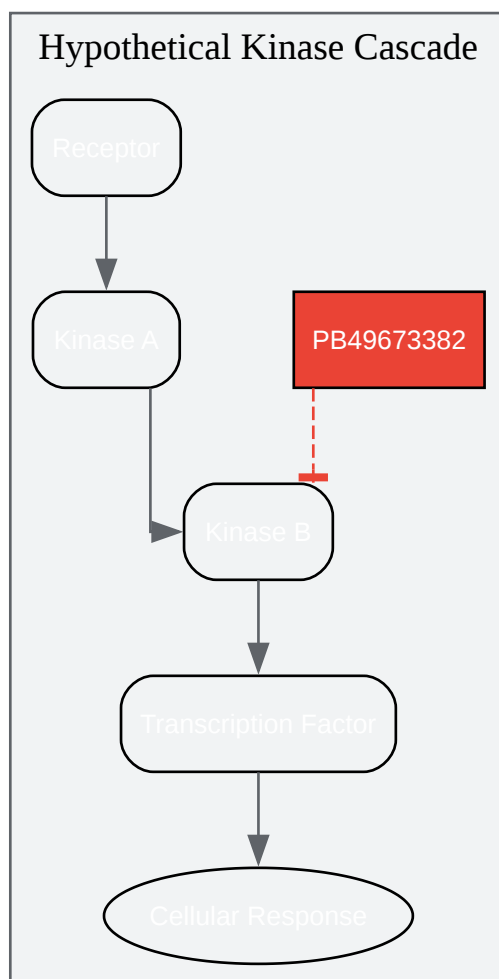 Hypothetical Kinase Cascade
Receptor
Kinase A
PB49673382
Kinase B
Transcription Factor
Cellular Response